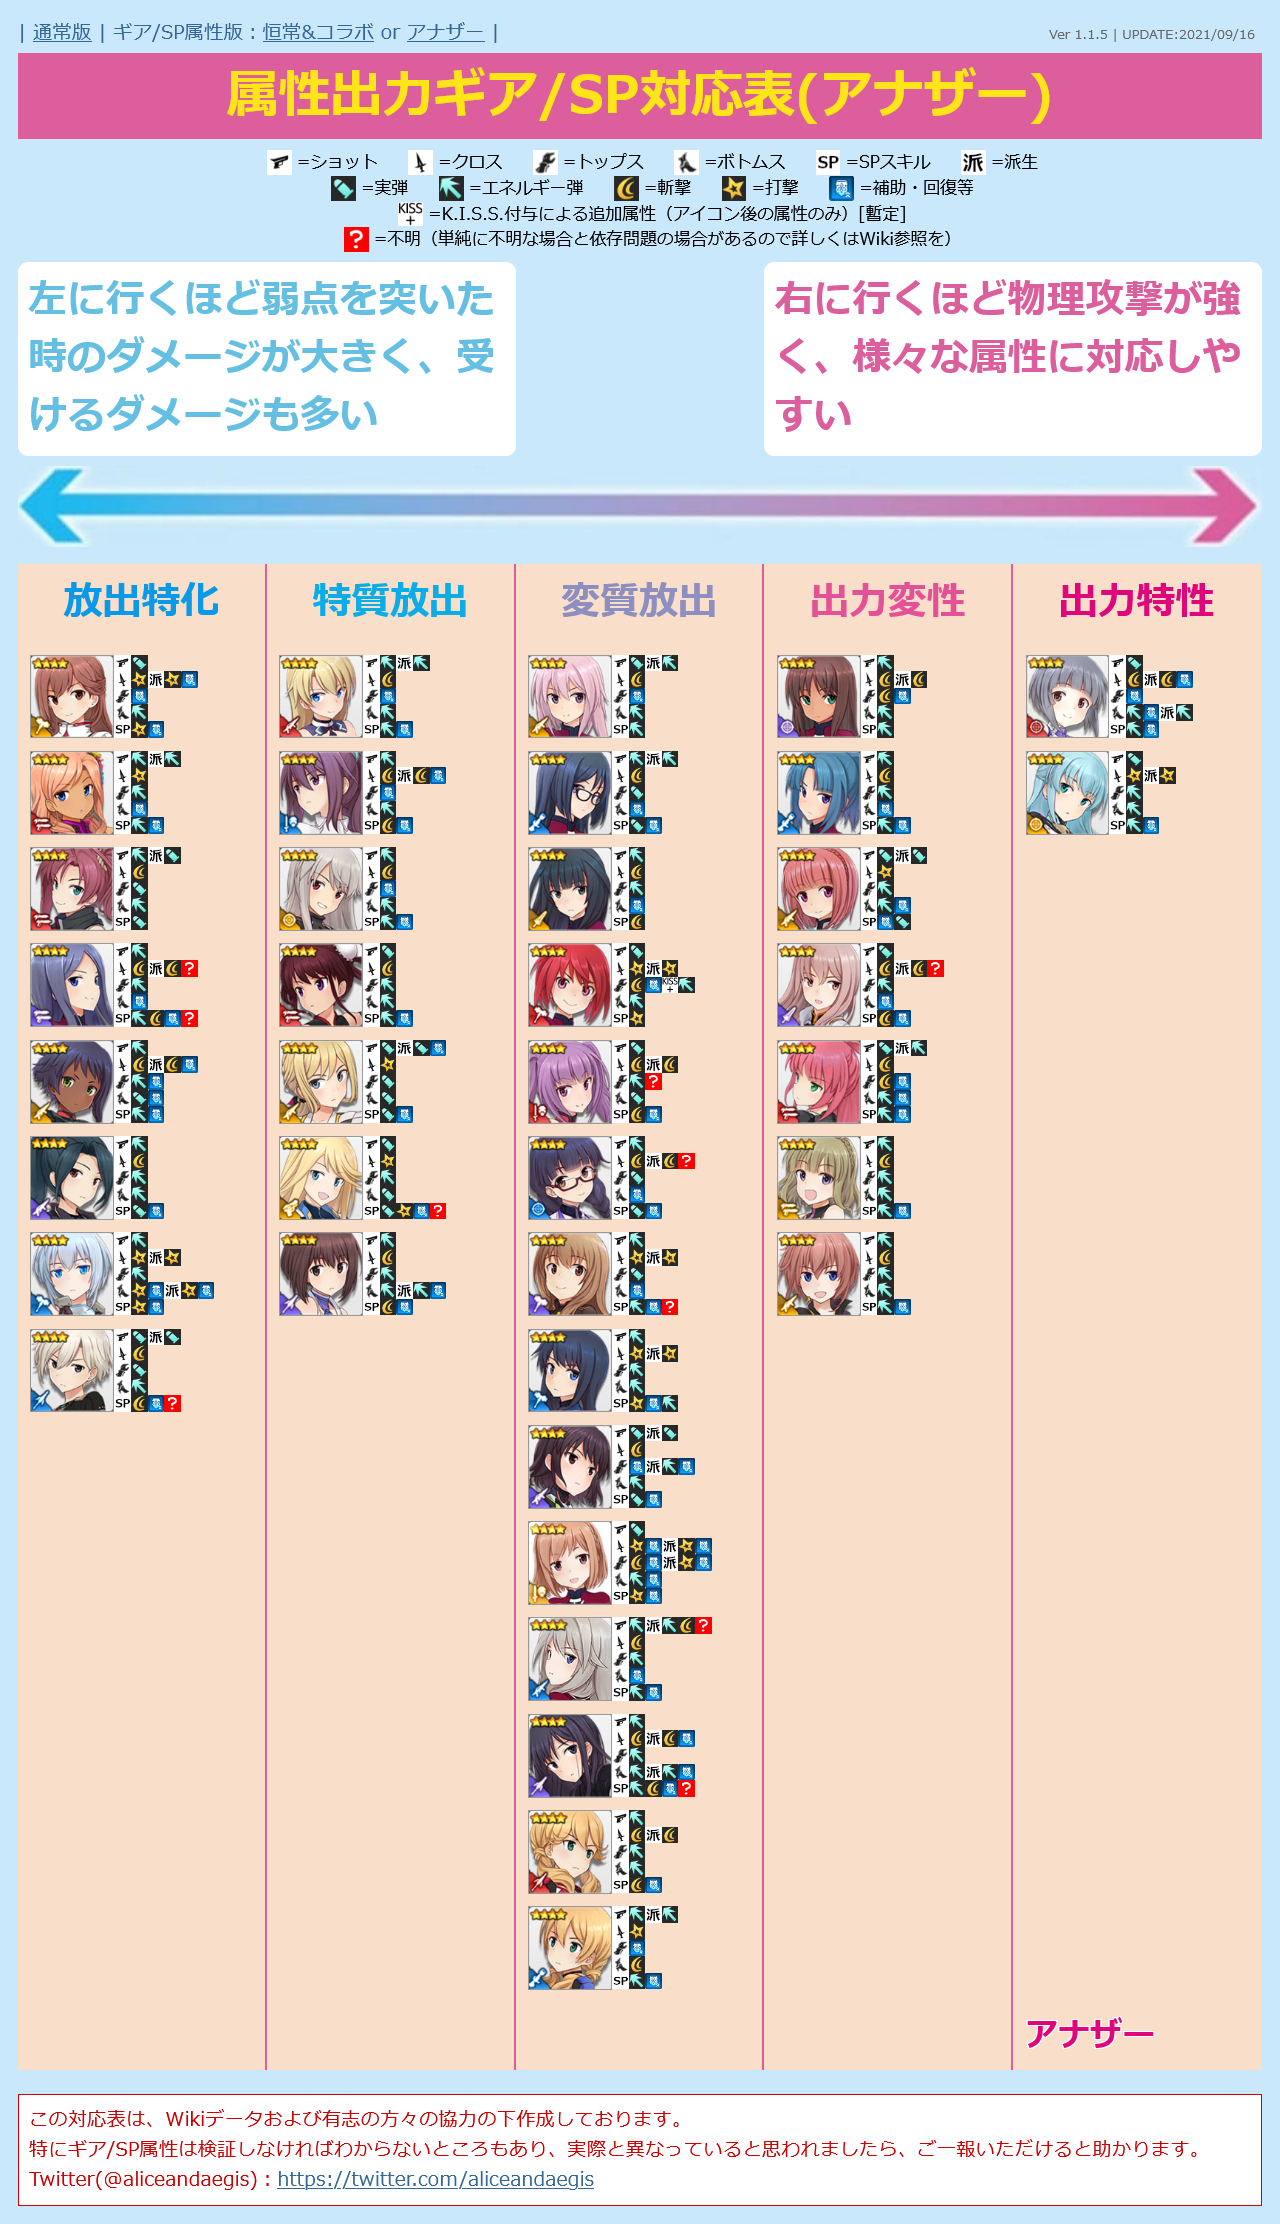 | 通常版 | ギア/SP属性版：恒常&コラボ or アナザー |
Ver 1.1.5 | UPDATE:2021/09/16
属性出力ギア/SP対応表(アナザー)
=ショット =クロス =トップス =ボトムス SP =SPスキル 派 =派生
=実弾 =エネルギー弾 =斬撃 =打撃 =補助・回復等
KISS + =K.I.S.S.付与による追加属性（アイコン後の属性のみ）[暫定]
? =不明（単純に不明な場合と依存問題の場合があるので詳しくはWiki参照を）
左に行くほど弱点を突いた
時のダメージが大きく、受
けるダメージも多い
右に行くほど物理攻撃が強
く、様々な属性に対応しや
すい
放出特化 特質放出 変質放出 出力変性 出力特性
アナザー
この対応表は、Wikiデータおよび有志の方々の協力の下作成しております。
特にギア/SP属性は検証しなければわからないところもあり、実際と異なっていると思われましたら、ご一報いただけると助かります。
Twitter(@aliceandaegis)：https://twitter.com/aliceandaegis